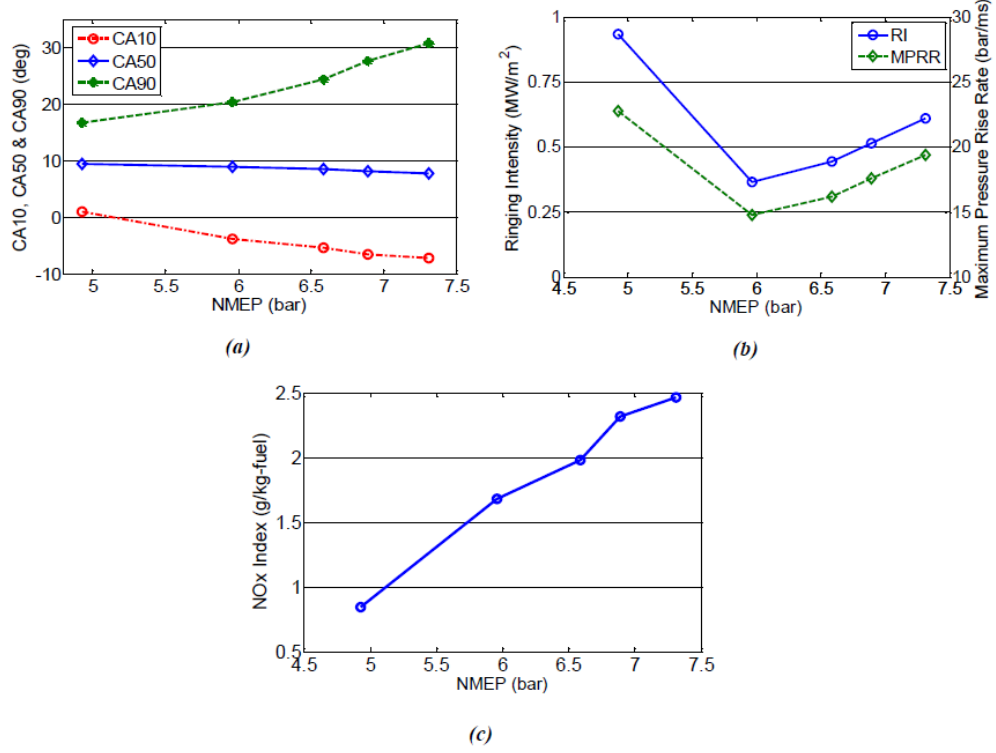 CA10
CA50
CA90
CA10, CA50 & CA90 (deg)
30
20
10
0
-10
5
5.5
6
6.5
7
7.5
NMEP (bar)
(a)
RI
MPRR
Ringing Intensity (MW/m²)
1
0.75
0.5
0.25
0
Maximum Pressure Rise Rate (bar/ms)
30
25
20
15
10
4.5
5
5.5
6
6.5
7
7.5
NMEP (bar)
(b)
NOx Index (g/kg-fuel)
2.5
2
1.5
1
0.5
4.5
5
5.5
6
6.5
7
7.5
NMEP (bar)
(c)